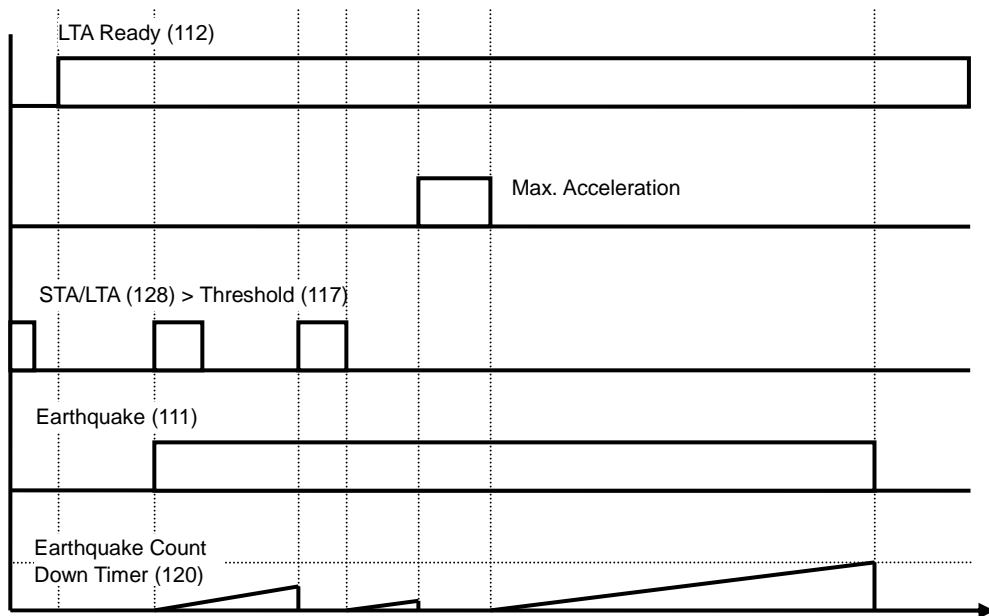 LTA Ready (112)
Max. Acceleration
STA/LTA (128) > Threshold (117)
Earthquake (111)
Earthquake Count
Down Timer (120)